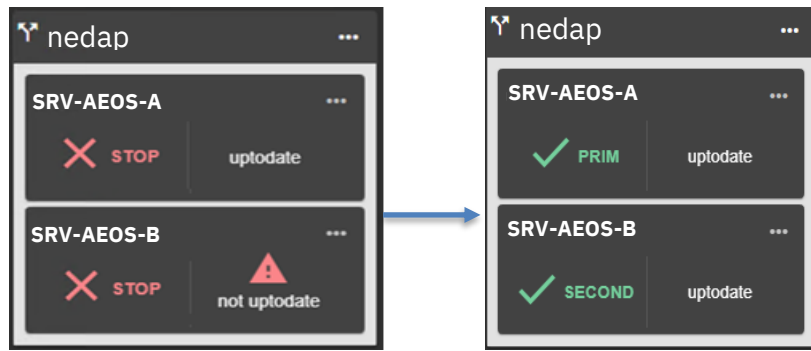 nedap ...
SRV-AEOS-A ...
STOP uptodate
SRV-AEOS-B ...
STOP not uptodate
nedap ...
SRV-AEOS-A ...
PRIM uptodate
SRV-AEOS-B ...
SECOND uptodate